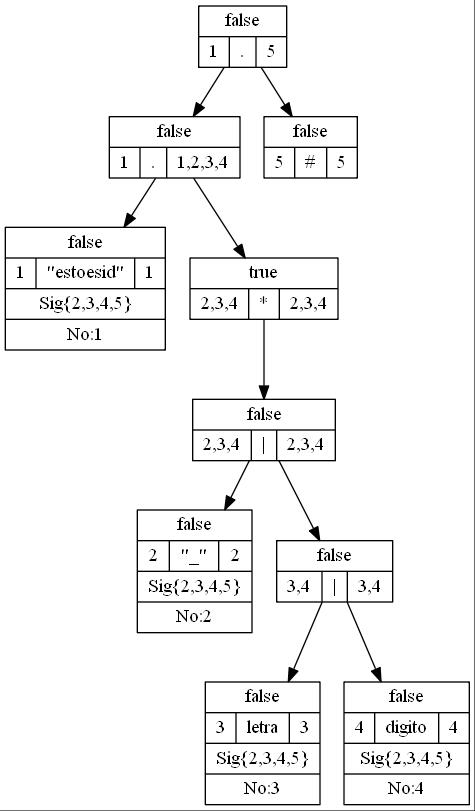 false
1 . 5
false
1 . 1,2,3,4
false
5 # 5
false
1 "estoesid" 1
Sig{2,3,4,5}
No:1
true
2,3,4 * 2,3,4
false
2,3,4 | 2,3,4
false
2 "_" 2
Sig{2,3,4,5}
No:2
false
3,4 | 3,4
false
3 letra 3
Sig{2,3,4,5}
No:3
false
4 digito 4
Sig{2,3,4,5}
No:4